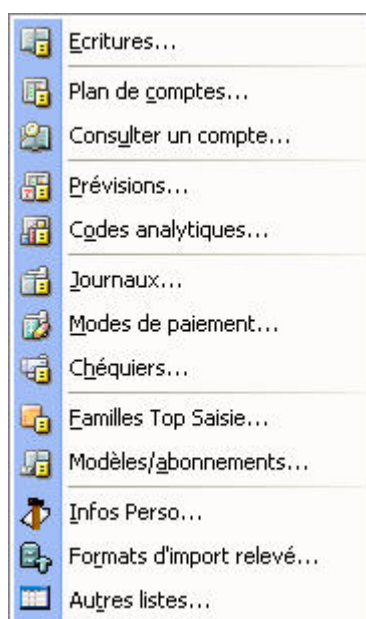 Ecritures...
Plan de comptes...
Consulter un compte...
Prévisions...
Codes analytiques...
Journaux...
Modes de paiement...
Chéquiers...
Familles Top Saisie...
Modèles/abonnements...
Infos Perso...
Formats d'import relevé...
Autres listes...